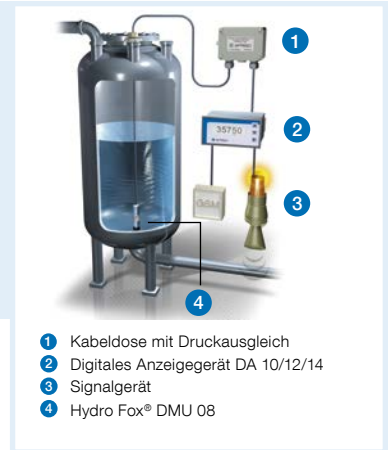 1
35750
2
GSM
3
4
1 Kabeldose mit Druckausgleich
2 Digitales Anzeigegerät DA 10/12/14
3 Signalgerät
4 Hydro Fox® DMU 08